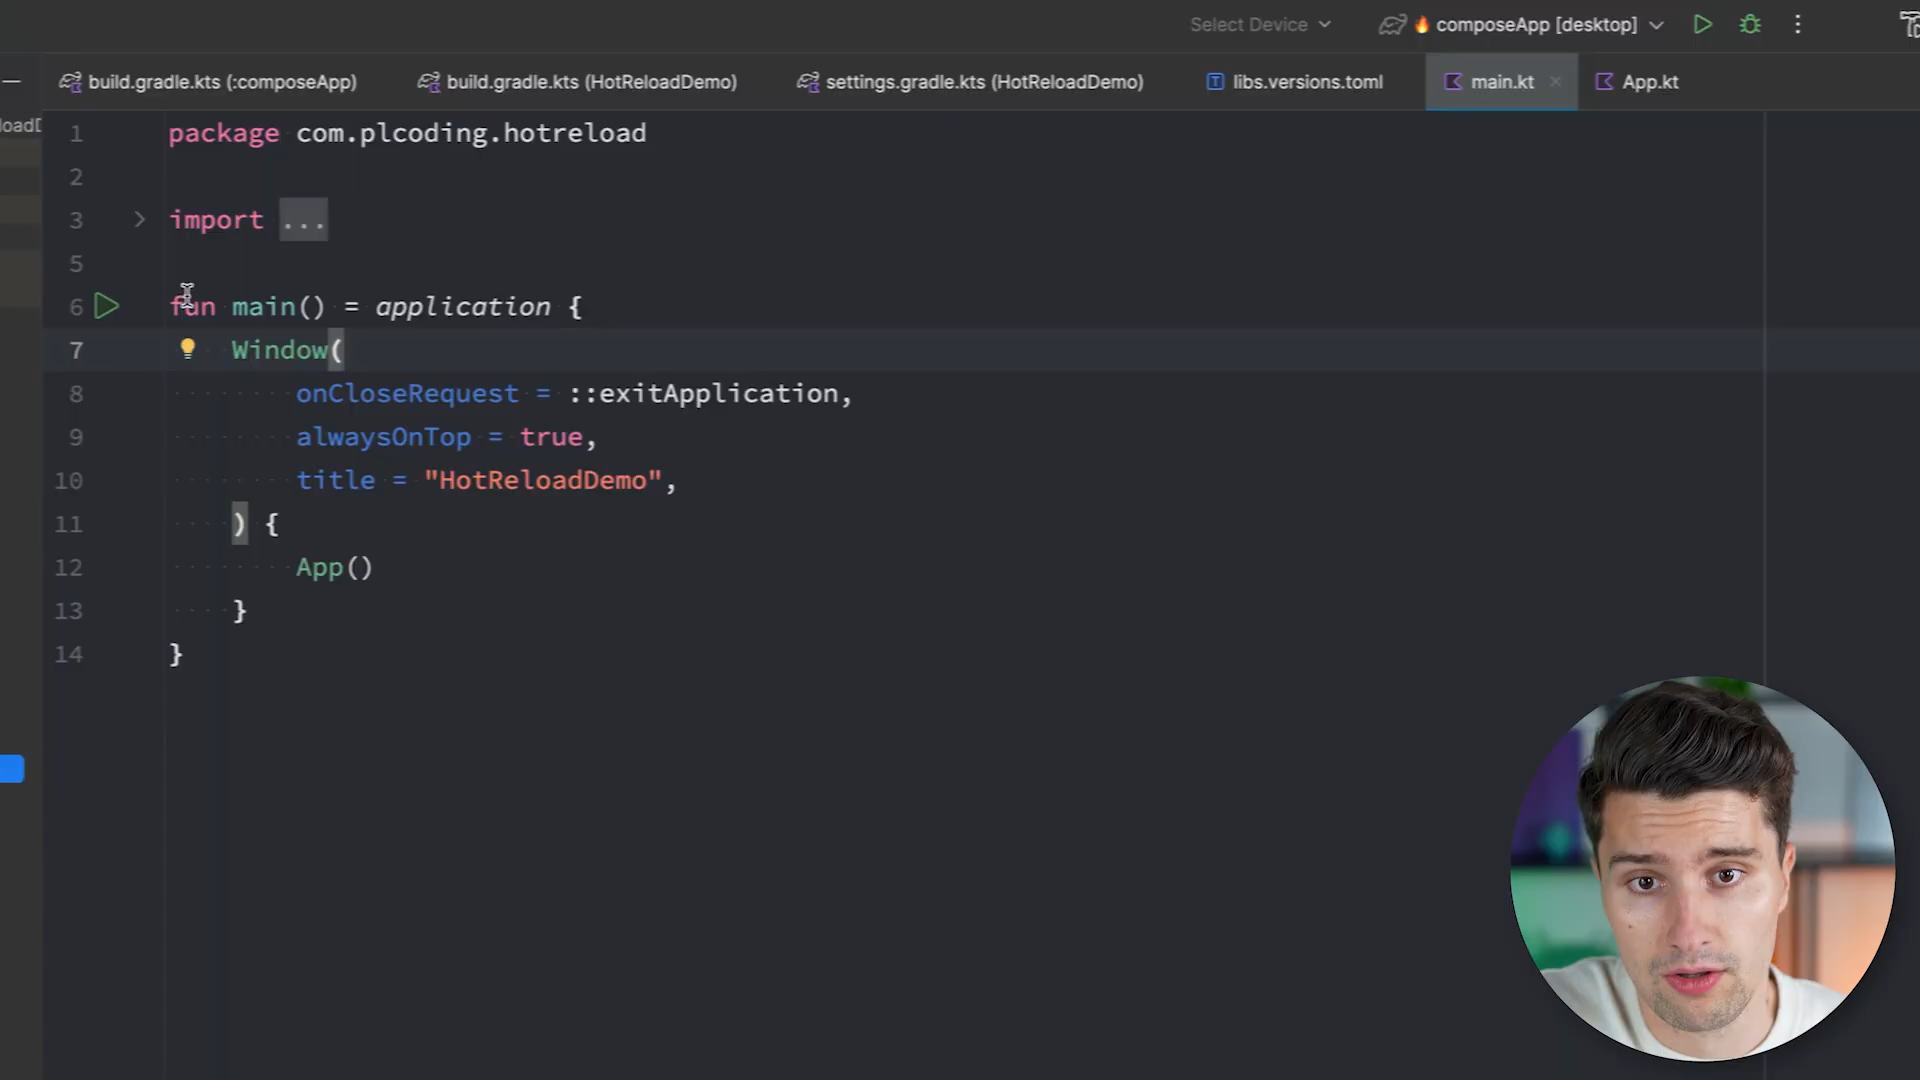 Select Device composeApp [desktop]
build.gradle.kts (:composeApp) build.gradle.kts (HotReloadDemo) settings.gradle.kts (HotReloadDemo) libs.versions.toml main.kt App.kt
1 package com.plcoding.hotreload
2
3 import ...
5
6 fun main() = application {
7 Window(
8 onCloseRequest = ::exitApplication,
9 alwaysOnTop = true,
10 title = "HotReloadDemo",
11 ) {
12 App()
13 }
14 }